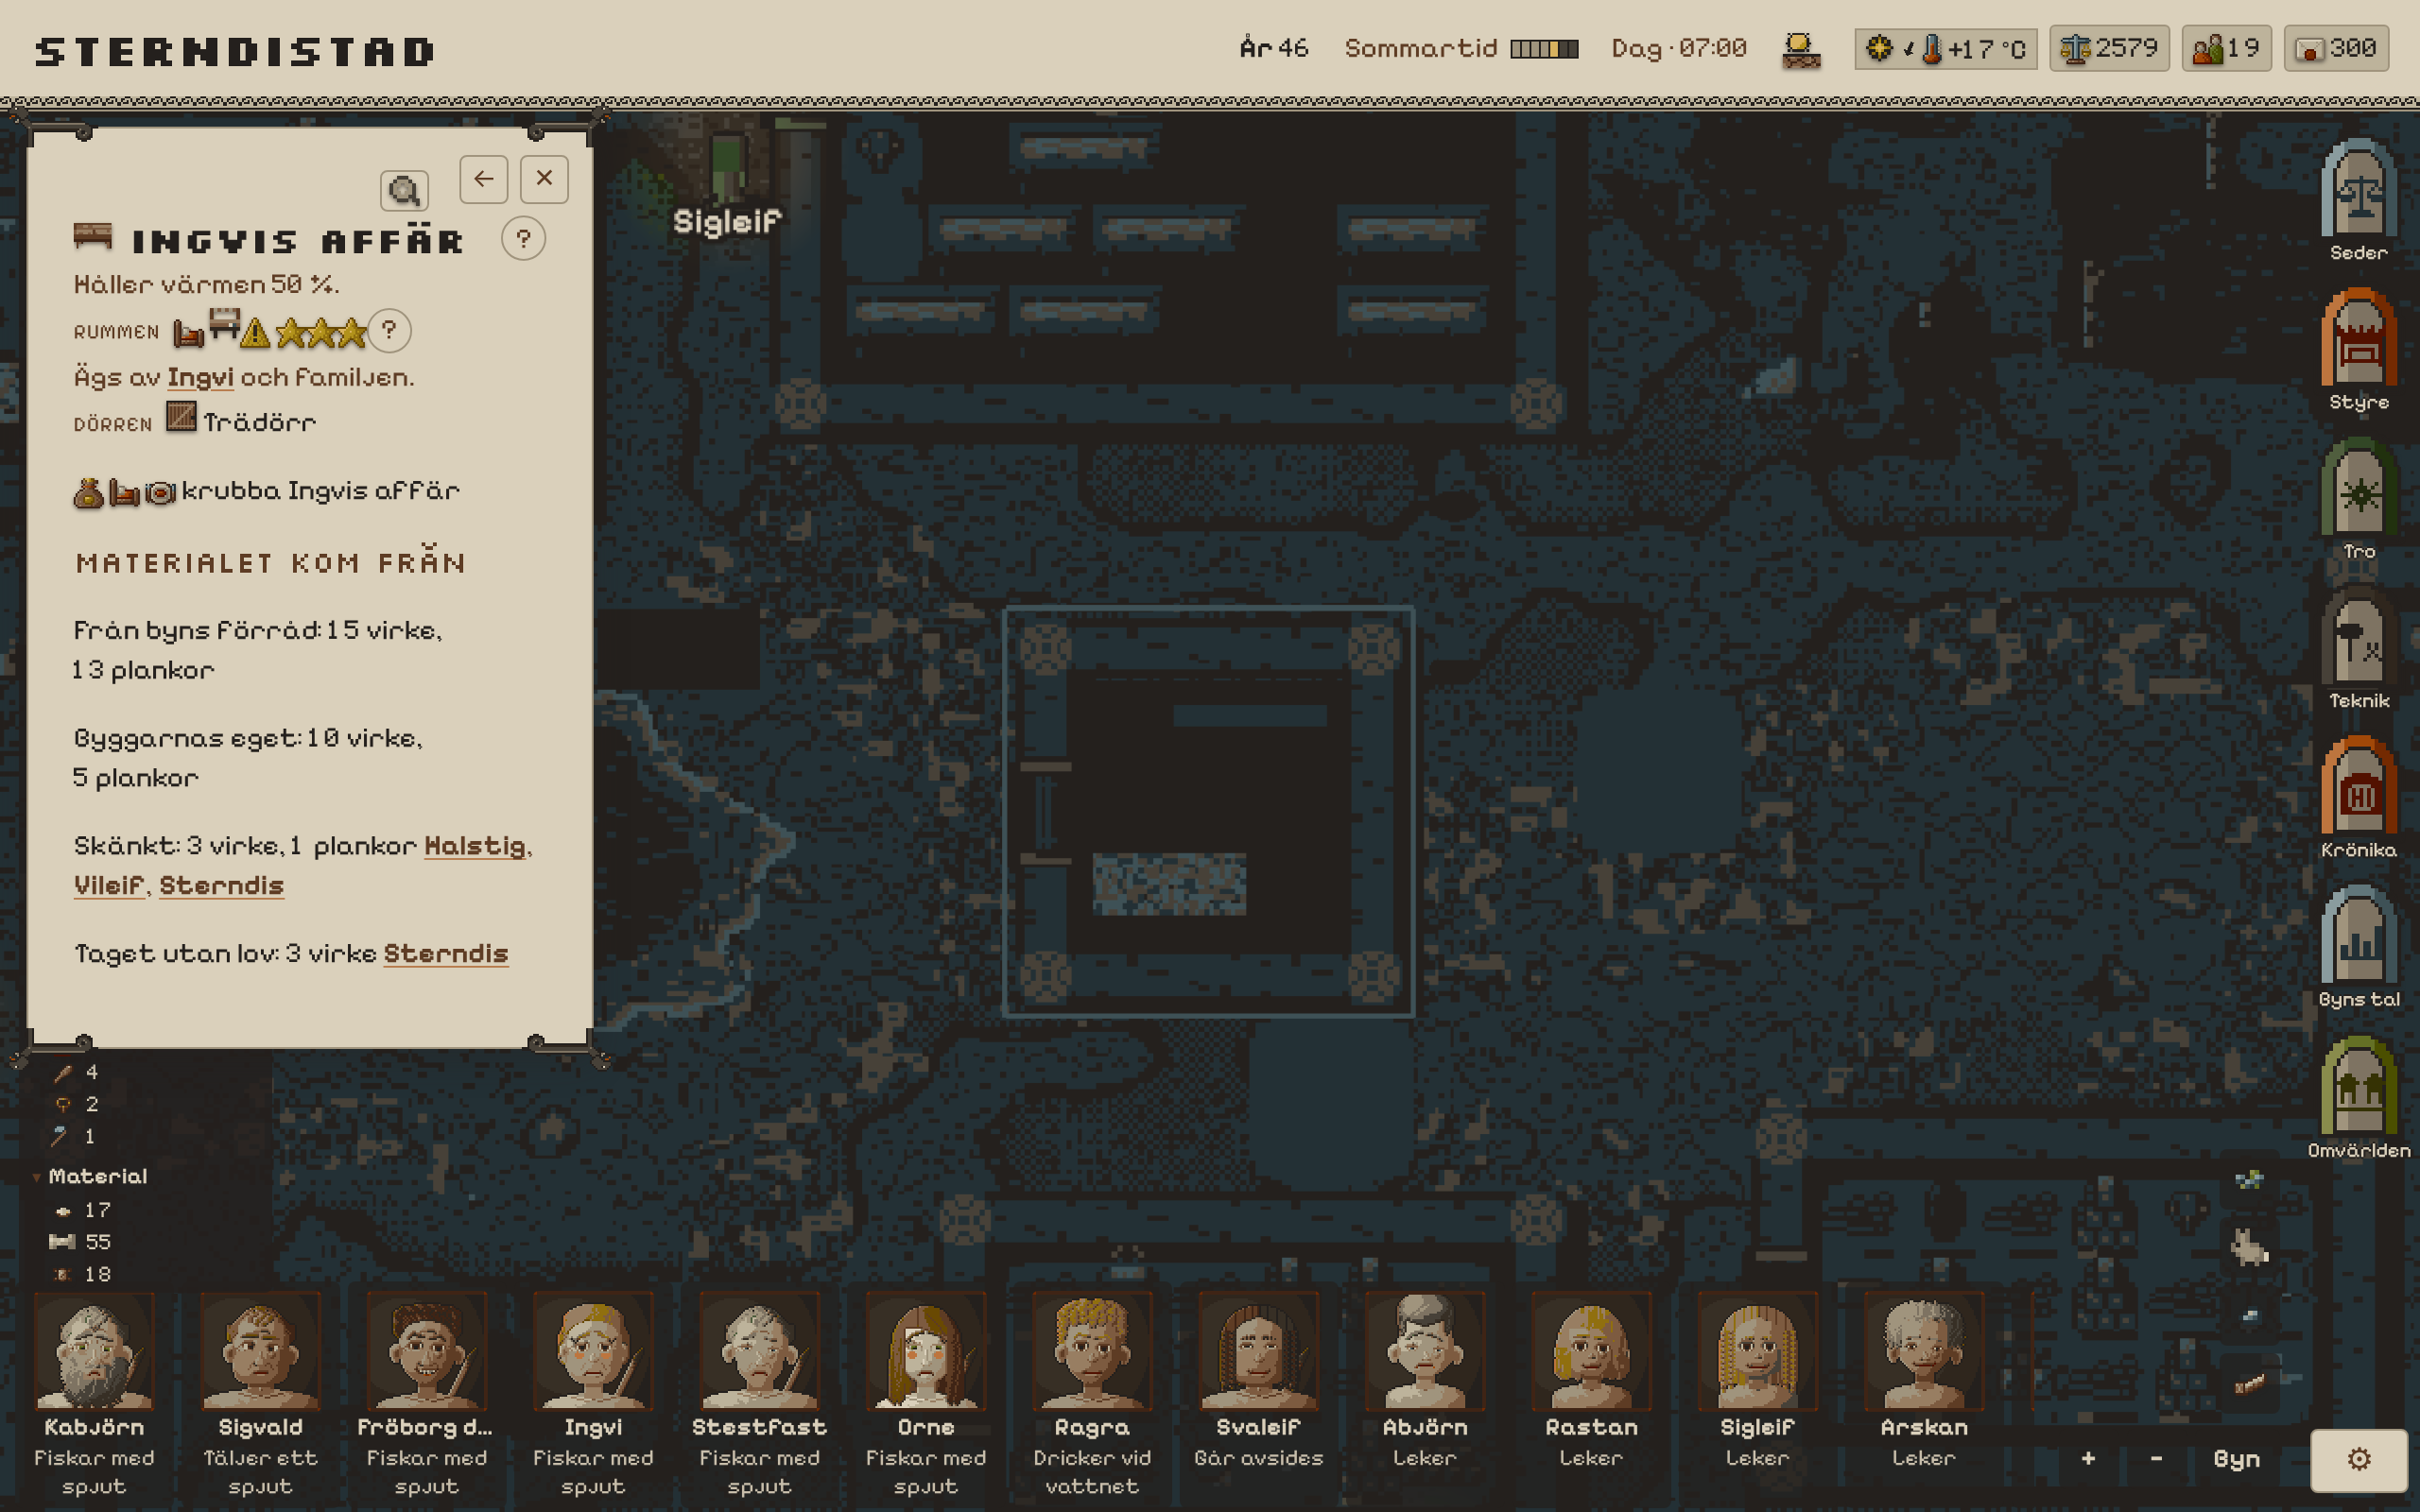 STERNDISTAD
År 46
Sommartid
Dag · 07:00
+17 °C
2579
19
300
INGVIS AFFÄR
?
Håller värmen 50 %.
RUMMEN
?
Ägs av Ingvi och familjen.
DÖRREN Trädörr
krubba Ingvis affär
MATERIALET KOM FRÅN
Från byns förråd: 15 virke,
13 plankor
Byggarnas eget: 10 virke,
5 plankor
Skänkt: 3 virke, 1 plankor Halstig,
Vileif, Sterndis
Taget utan lov: 3 virke Sterndis
Sigleif
Seder
Styre
Tro
Teknik
Krönika
Byns tal
Omvärlden
4
2
1
Material
17
55
18
Kabjörn
Fiskar med
spjut
Sigvald
Täljer ett
spjut
Fröborg d...
Fiskar med
spjut
Ingvi
Fiskar med
spjut
Stestfast
Fiskar med
spjut
Orne
Fiskar med
spjut
Ragra
Dricker vid
vattnet
Svaleif
Går avsides
Abjörn
Leker
Rastan
Leker
Sigleif
Leker
Arskan
Leker
+
-
Byn